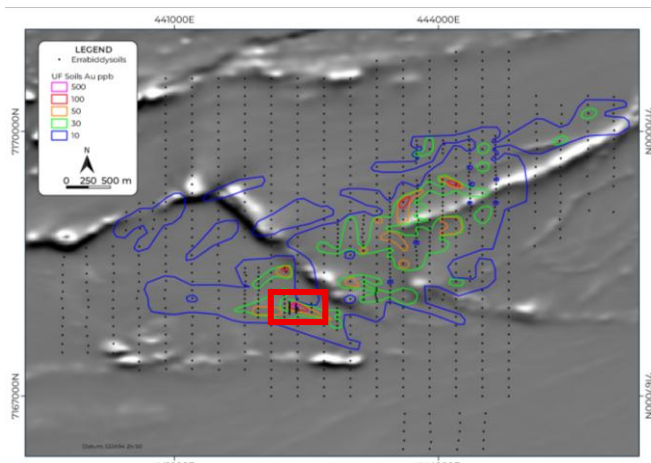 441000E
444000E
LEGEND
Errabiddysoils
UF Soils Au ppb
500
100
50
30
10
N
0 250 500 m
7170000N
7170000N
7167000N
7167000N